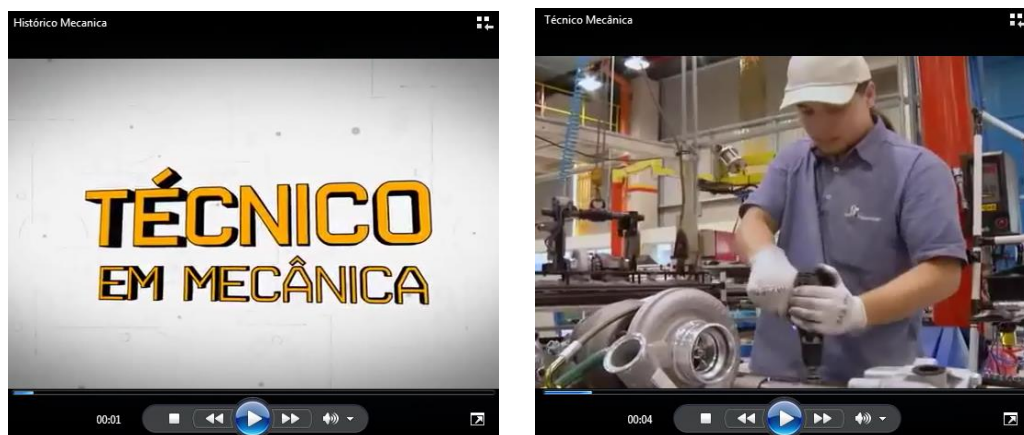 Histórico Mecanica
TÉCNICO
EM MECÂNICA
00:01
Técnico Mecânica
00:04